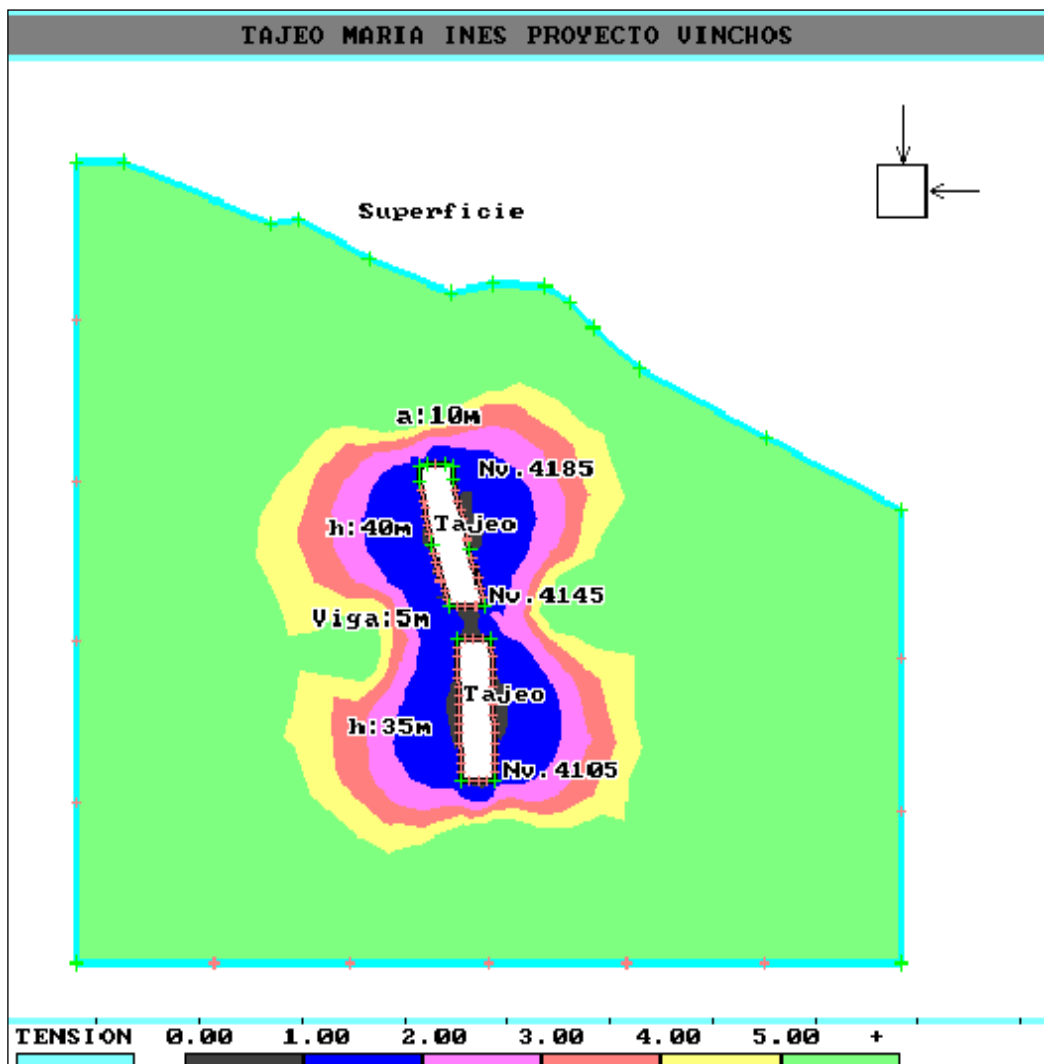 TAJEO MARIA INES PROYECTO VINCHOS
Superficie
a:10m
Nv.4185
h:40m
Tajeo
Nv.4145
Viga:5m
Tajeo
h:35m
Nv.4105
TENSION 0.00 1.00 2.00 3.00 4.00 5.00 +